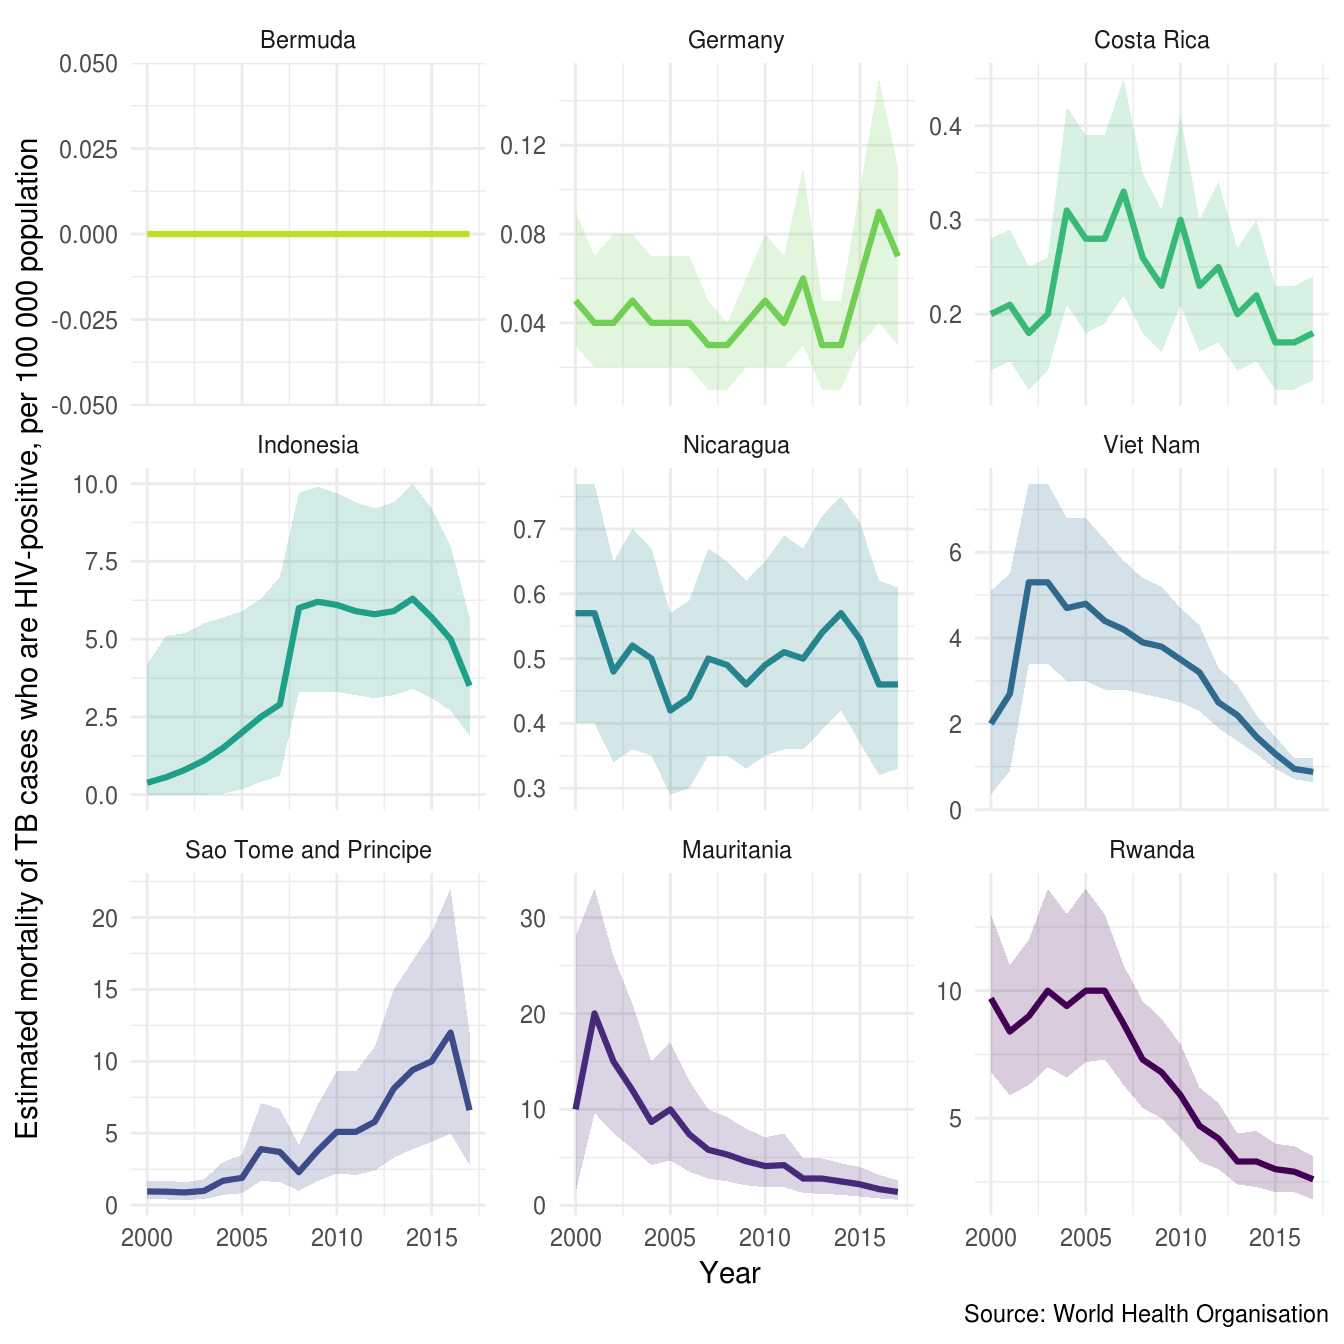 Bermuda
Germany
Costa Rica
0.050
0.025
0.000
-0.025
-0.050
0.12
0.08
0.04
0.4
0.3
0.2
Indonesia
Nicaragua
Viet Nam
10.0
7.5
5.0
2.5
0.0
0.7
0.6
0.5
0.4
0.3
6
4
2
0
Sao Tome and Principe
Mauritania
Rwanda
20
15
10
5
0
30
20
10
0
10
5
2000 2005 2010 2015
2000 2005 2010 2015
2000 2005 2010 2015
Estimated mortality of TB cases who are HIV-positive, per 100 000 population
Year
Source: World Health Organisation